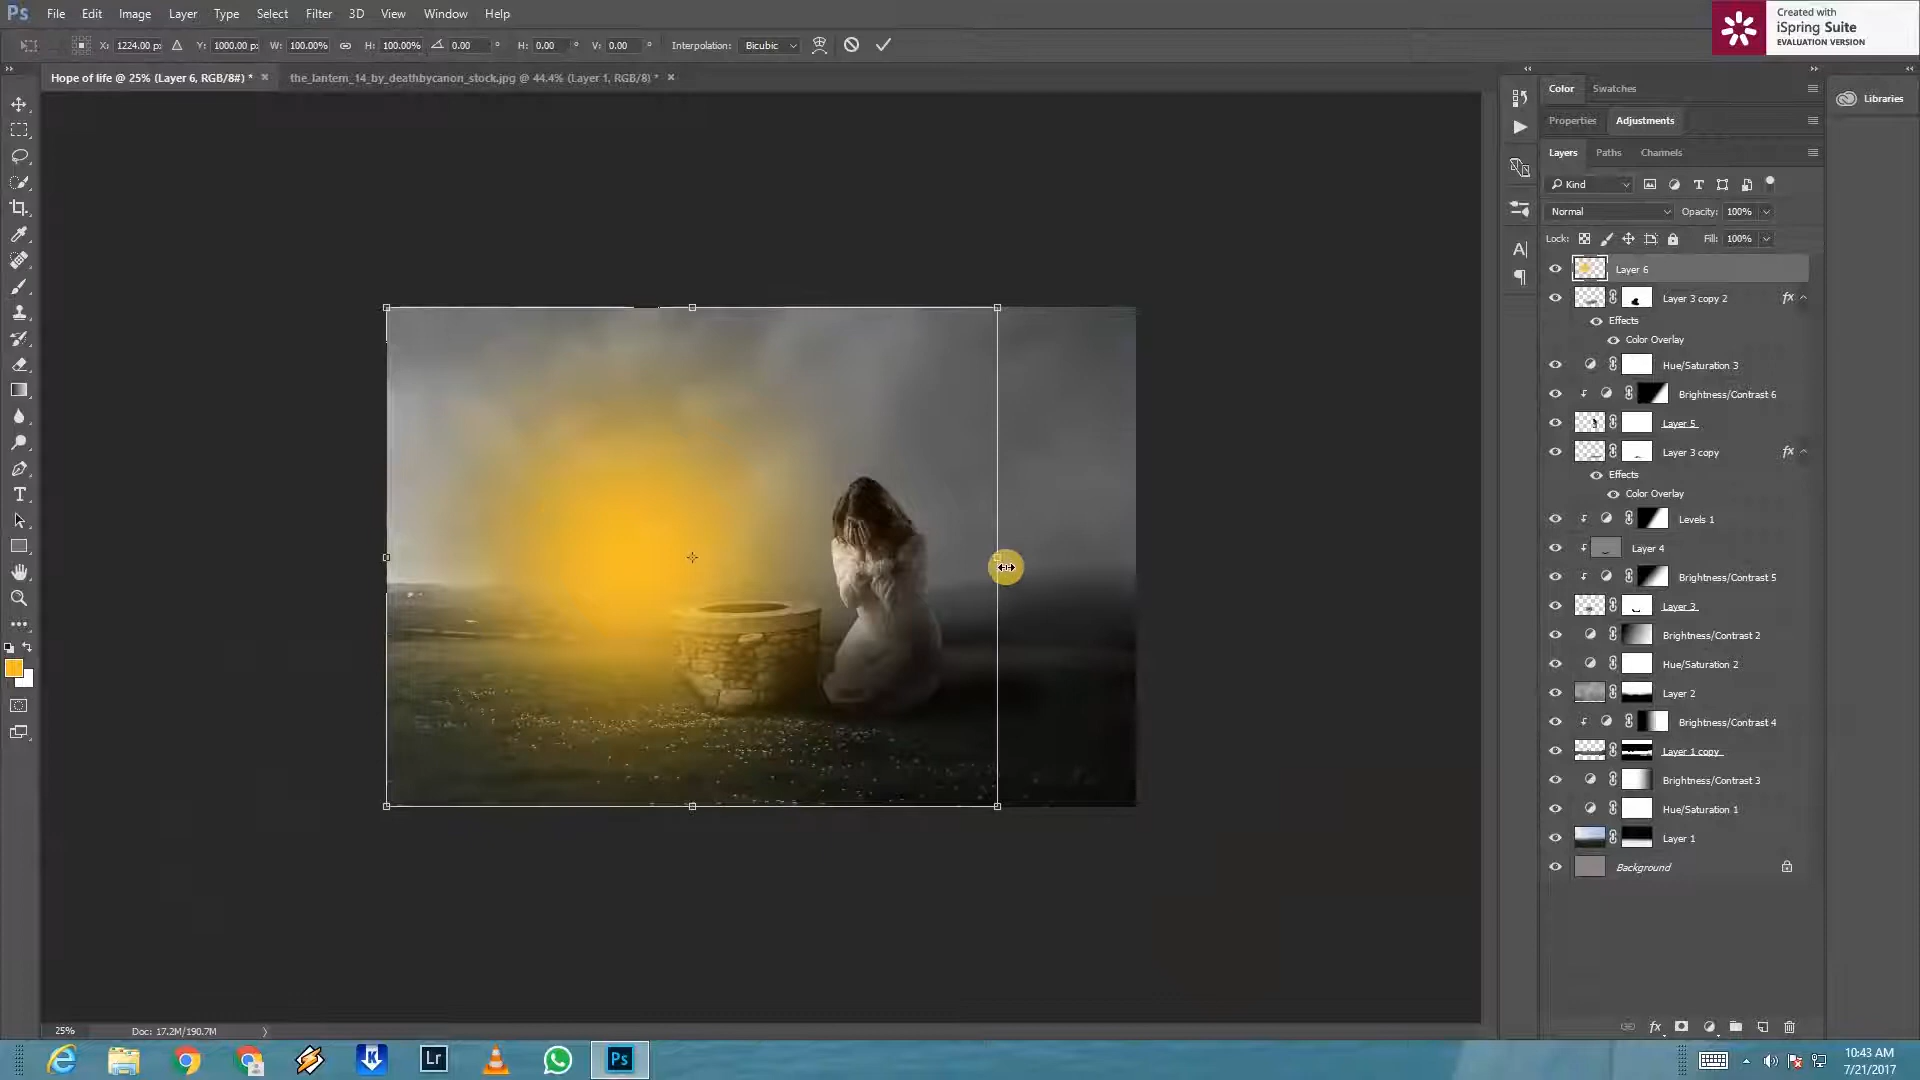 Ps File Edit Image Layer Type Select Filter 3D View Window Help
Created with
iSpring Suite
EVALUATION VERSION
X: 1224.00 p: Y: 1000.00 p: W: 100.00% H: 100.00% 0.00 ° H: 0.00 ° V: 0.00 ° Interpolation: Bicubic
Hope of life @ 25% (Layer 6, RGB/8#) * × the_lantern_14_by_deathbycanon_stock.jpg @ 44.4% (Layer 1, RGB/8) * ×
Color Swatches
Libraries
Properties Adjustments
Layers Paths Channels
Kind
Normal Opacity: 100%
Lock: Fill: 100%
Layer 6
Layer 3 copy 2 fx
Effects
Color Overlay
Hue/Saturation 3
Brightness/Contrast 6
Layer 5
Layer 3 copy fx
Effects
Color Overlay
Levels 1
Layer 4
Brightness/Contrast 5
Layer 3
Brightness/Contrast 2
Hue/Saturation 2
Layer 2
Brightness/Contrast 4
Layer 1 copy
Brightness/Contrast 3
Hue/Saturation 1
Layer 1
Background
fx
25% Doc: 17.2M/190.7M
Lr Ps
10:43 AM
7/21/2017